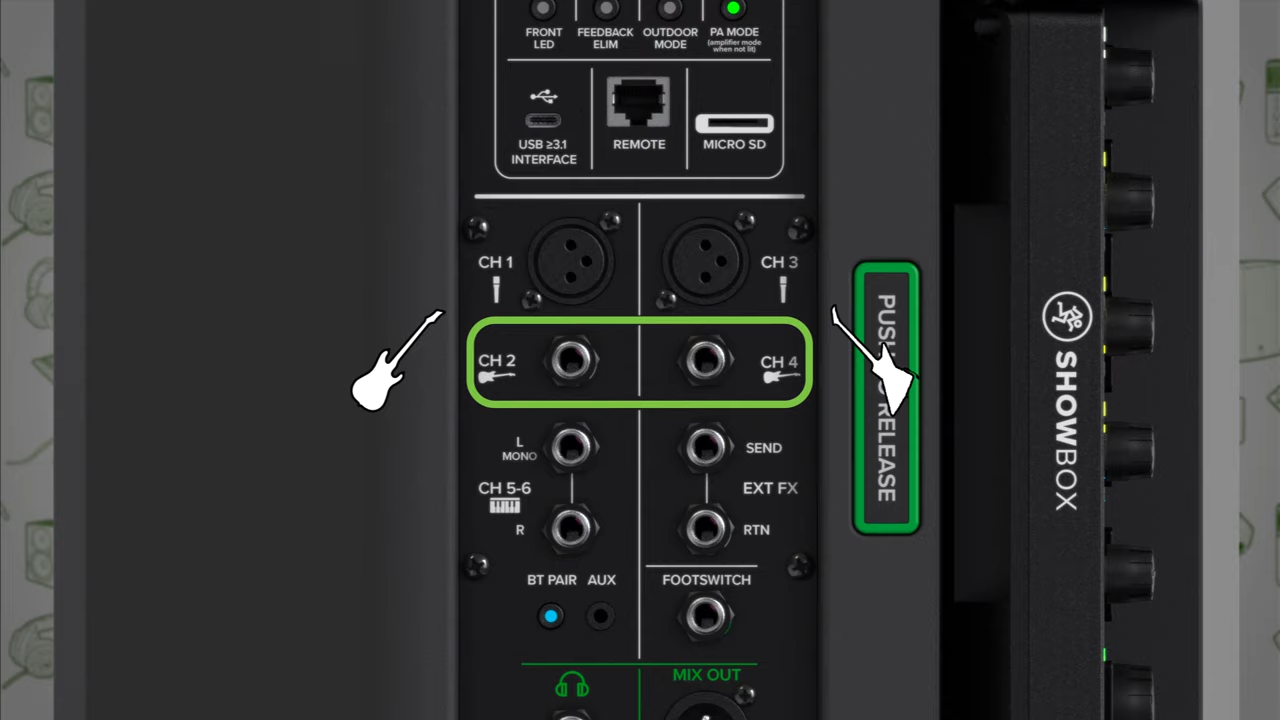 FRONT
LED
FEEDBACK
ELIM
OUTDOOR
MODE
PA MODE
(amplifier mode
when not lit)
USB ≥3.1
INTERFACE
REMOTE
MICRO SD
CH 1
CH 3
CH 2
CH 4
L
MONO
SEND
CH 5-6
EXT FX
R
RTN
BT PAIR
AUX
FOOTSWITCH
MIX OUT
RELEASE
SHOWBOX